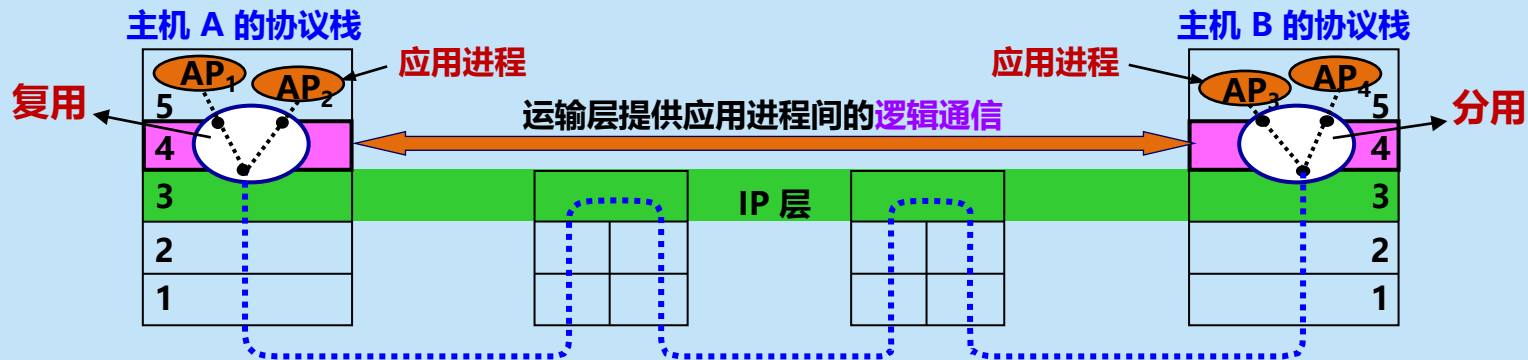 主机 A 的协议栈
主机 B 的协议栈
AP1
AP2
应用进程
应用进程
AP3
AP4
复用
5
运输层提供应用进程间的逻辑通信
5
分用
4
4
3
IP 层
3
2
2
1
1